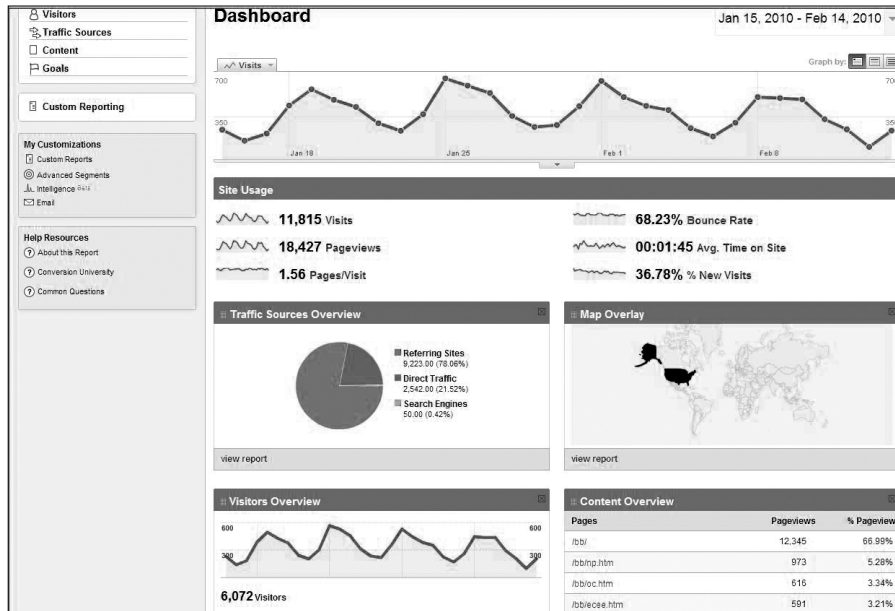 Visitors
Traffic Sources
Content
Goals
Custom Reporting
My Customizations
Custom Reports
Advanced Segments
Intelligence Beta
Email
Help Resources
About this Report
Conversion University
Common Questions
Dashboard
Jan 15, 2010 - Feb 14, 2010
Visits
Graph by:
700
700
350
350
Jan 18
Jan 25
Feb 1
Feb 8
Site Usage
11,815 Visits
68.23% Bounce Rate
18,427 Pageviews
00:01:45 Avg. Time on Site
1.56 Pages/Visit
36.78% % New Visits
Traffic Sources Overview
Referring Sites
9,223.00 (78.06%)
Direct Traffic
2,542.00 (21.52%)
Search Engines
50.00 (0.42%)
view report
Map Overlay
view report
Visitors Overview
600
600
300
300
6,072 Visitors
Content Overview
Pages Pageviews % Pageview
/bb/ 12,345 66.99%
/bb/np.htm 973 5.28%
/bb/oc.htm 616 3.34%
/bb/ecee.htm 591 3.21%